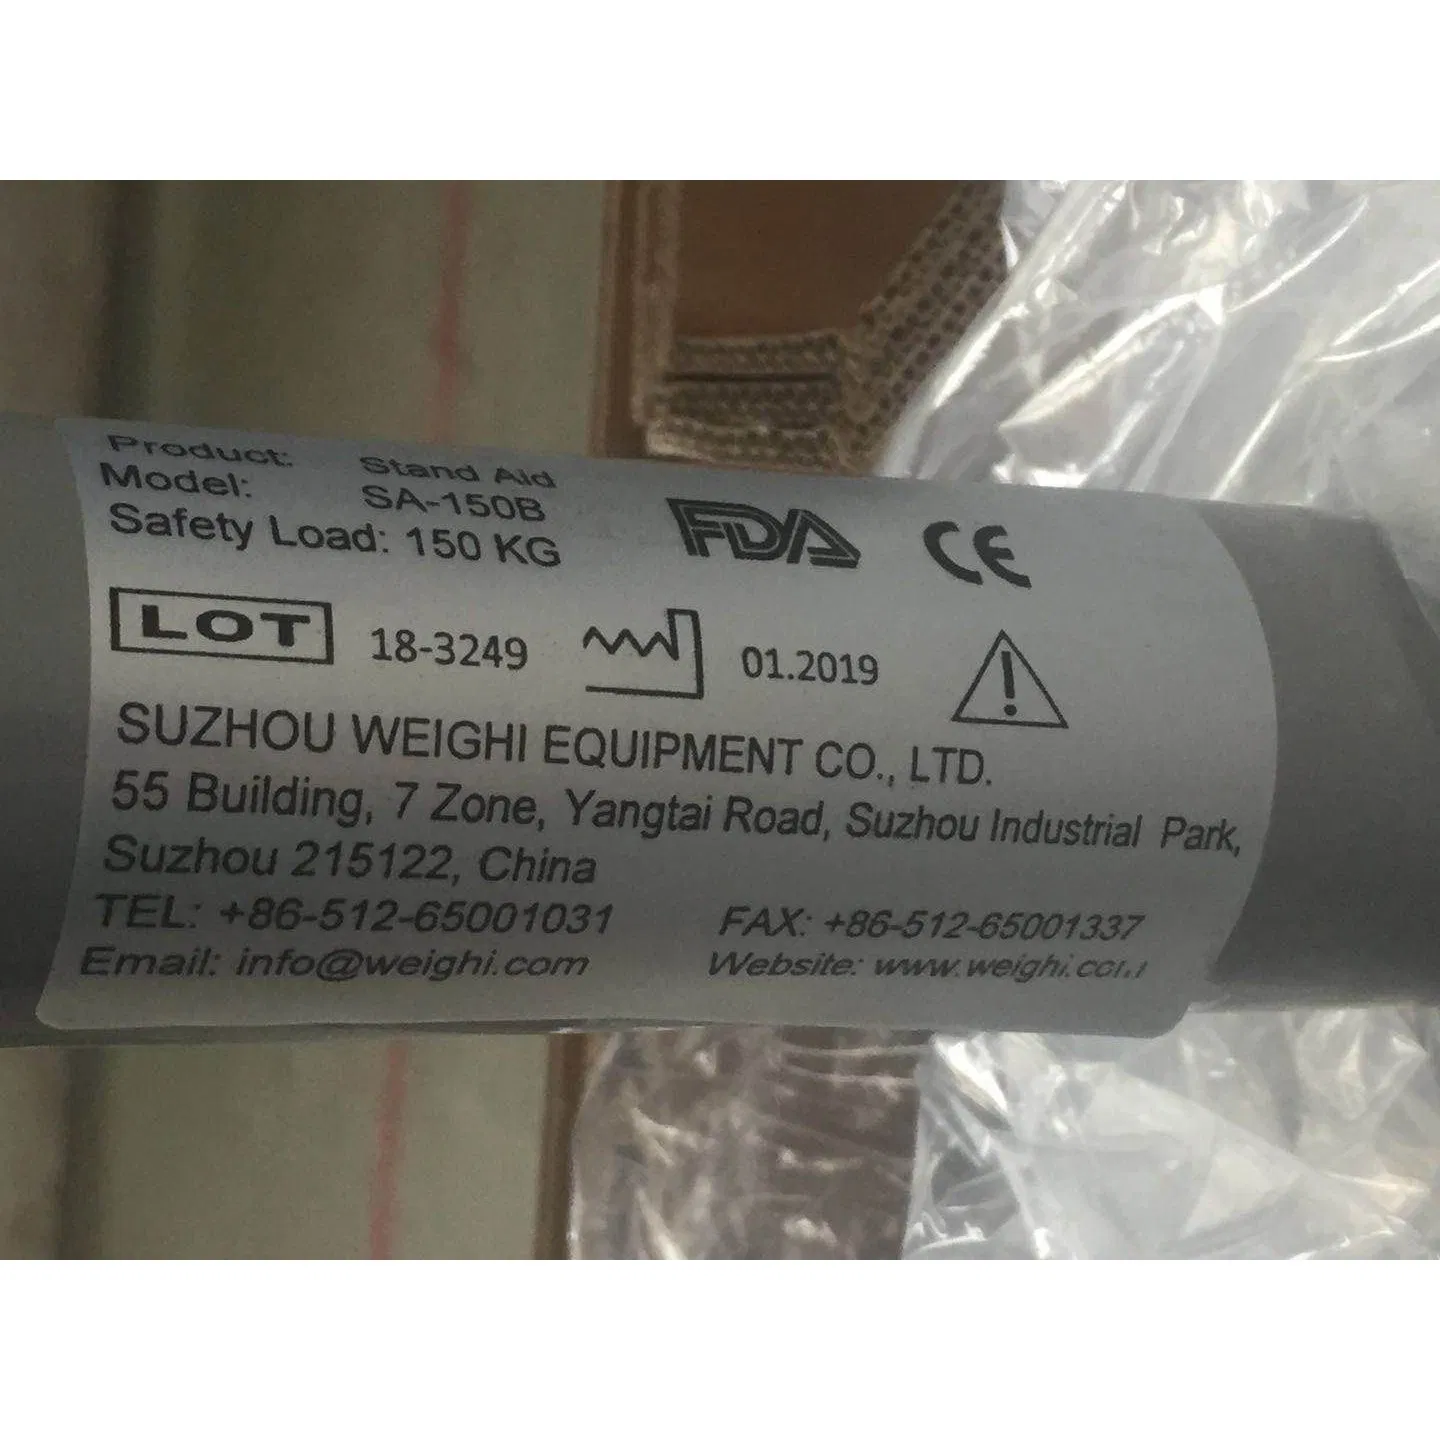 Product: Stand Aid
Model: SA-150B
Safety Load: 150 KG
FDA CE
LOT 18-3249 01.2019
SUZHOU WEIGHI EQUIPMENT CO., LTD.
55 Building, 7 Zone, Yangtai Road, Suzhou Industrial Park,
Suzhou 215122, China
TEL: +86-512-65001031 FAX: +86-512-65001337
Email: info@weighi.com Website: www.weighi.com